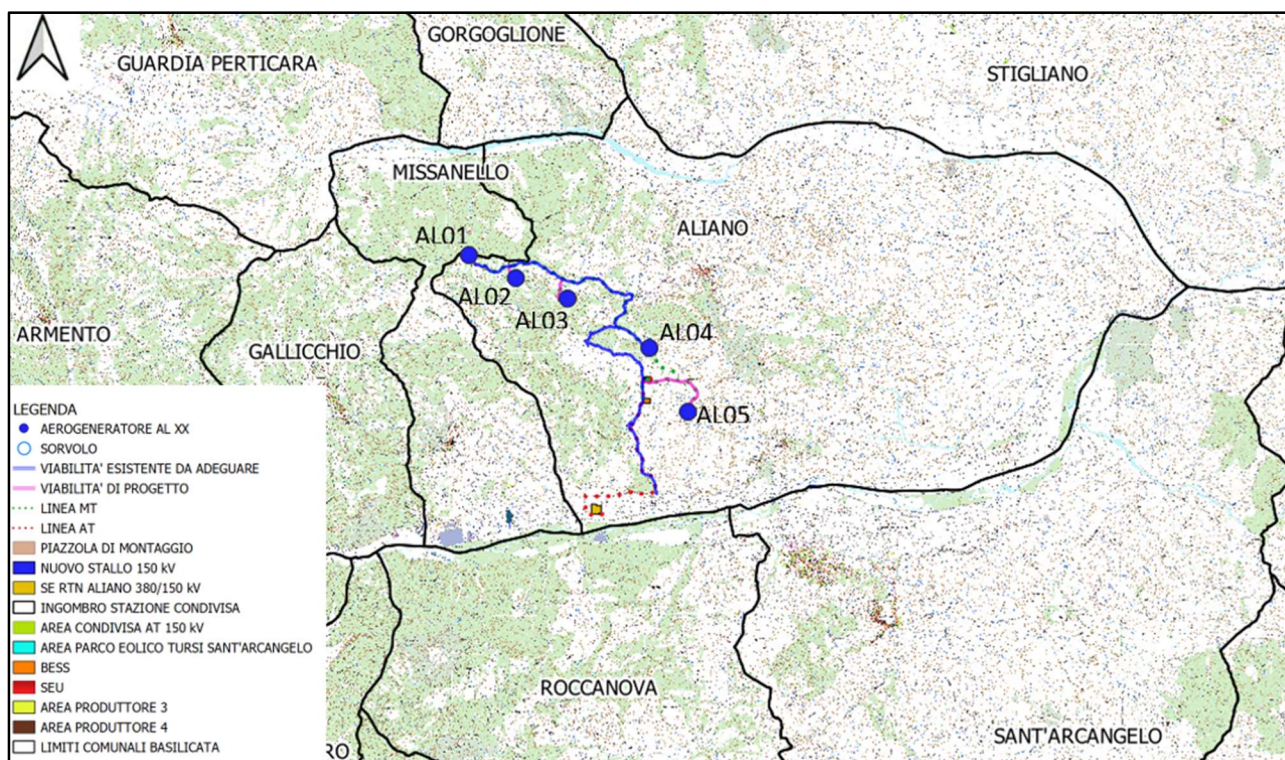 GORGOGLIONE
GUARDIA PERTICARA
STIGLIANO
MISSANELLO
ALIANO
AL01
AL02
AL03
AL04
AL05
ARMENTO
GALLICCHIO
LEGENDA
AEROGENERATORE AL XX
SORVOLO
VIABILITA' ESISTENTE DA ADEGUARE
VIABILITA' DI PROGETTO
LINEA MT
LINEA AT
PIAZZOLA DI MONTAGGIO
NUOVO STALLO 150 kV
SE RTN ALIANO 380/150 kV
INGOMBRO STAZIONE CONDIVISA
AREA CONDIVISA AT 150 kV
AREA PARCO EOLICO TURSI SANT'ARCANGELO
BESS
SEU
AREA PRODUTTORE 3
AREA PRODUTTORE 4
LIMITI COMUNALI BASILICATA
ROCCANOVA
SANT'ARCANGELO
RO